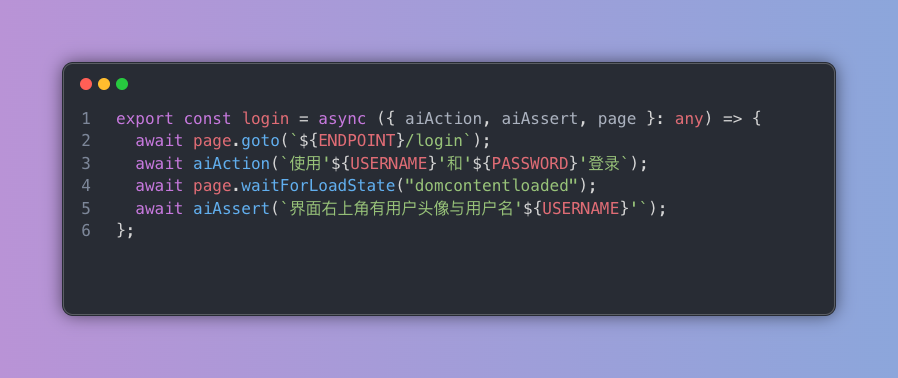 1 export const login = async ({ aiAction, aiAssert, page }: any) => {
2   await page.goto(`${ENDPOINT}/login`);
3   await aiAction(`使用'${USERNAME}'和'${PASSWORD}'登录`);
4   await page.waitForLoadState("domcontentloaded");
5   await aiAssert(`界面右上角有用户头像与用户名'${USERNAME}'`);
6 };